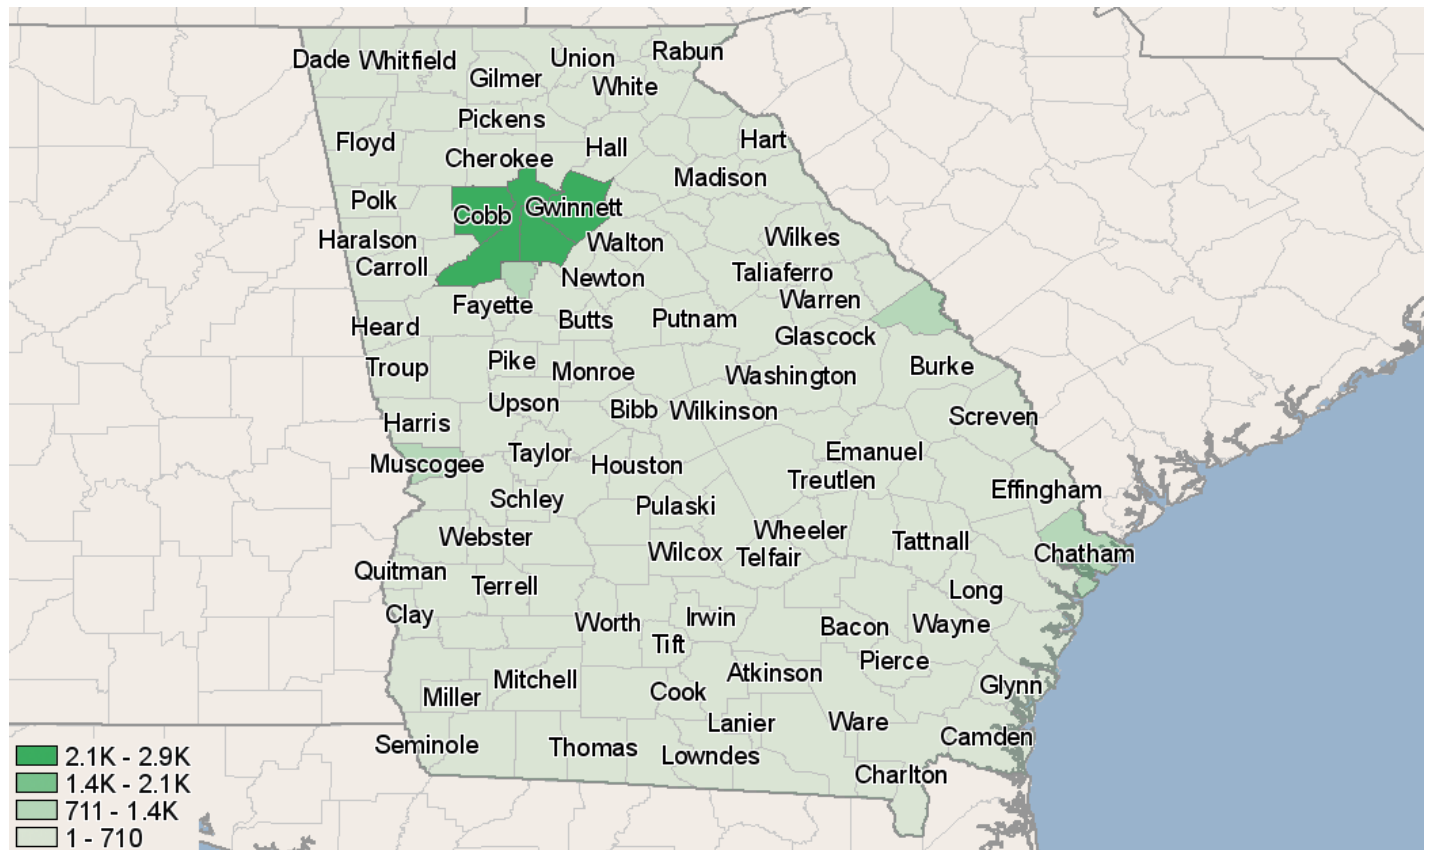 Dade
Whitfield
Union
Rabun
Gilmer
White
Pickens
Floyd
Hall
Hart
Cherokee
Madison
Polk
Cobb
Gwinnett
Haralson
Walton
Wilkes
Carroll
Newton
Taliaferro
Fayette
Warren
Heard
Butts
Putnam
Glascock
Troup
Pike
Monroe
Washington
Burke
Upson
Bibb
Wilkinson
Harris
Screven
Muscogee
Taylor
Houston
Emanuel
Treutlen
Schley
Pulaski
Effingham
Webster
Wilcox
Wheeler
Telfair
Tattnall
Chatham
Quitman
Terrell
Long
Clay
Worth
Irwin
Tift
Bacon
Wayne
Pierce
Miller
Mitchell
Cook
Atkinson
Glynn
Lanier
Ware
Camden
Seminole
Thomas
Lowndes
Charlton
2.1K - 2.9K
1.4K - 2.1K
711 - 1.4K
1 - 710